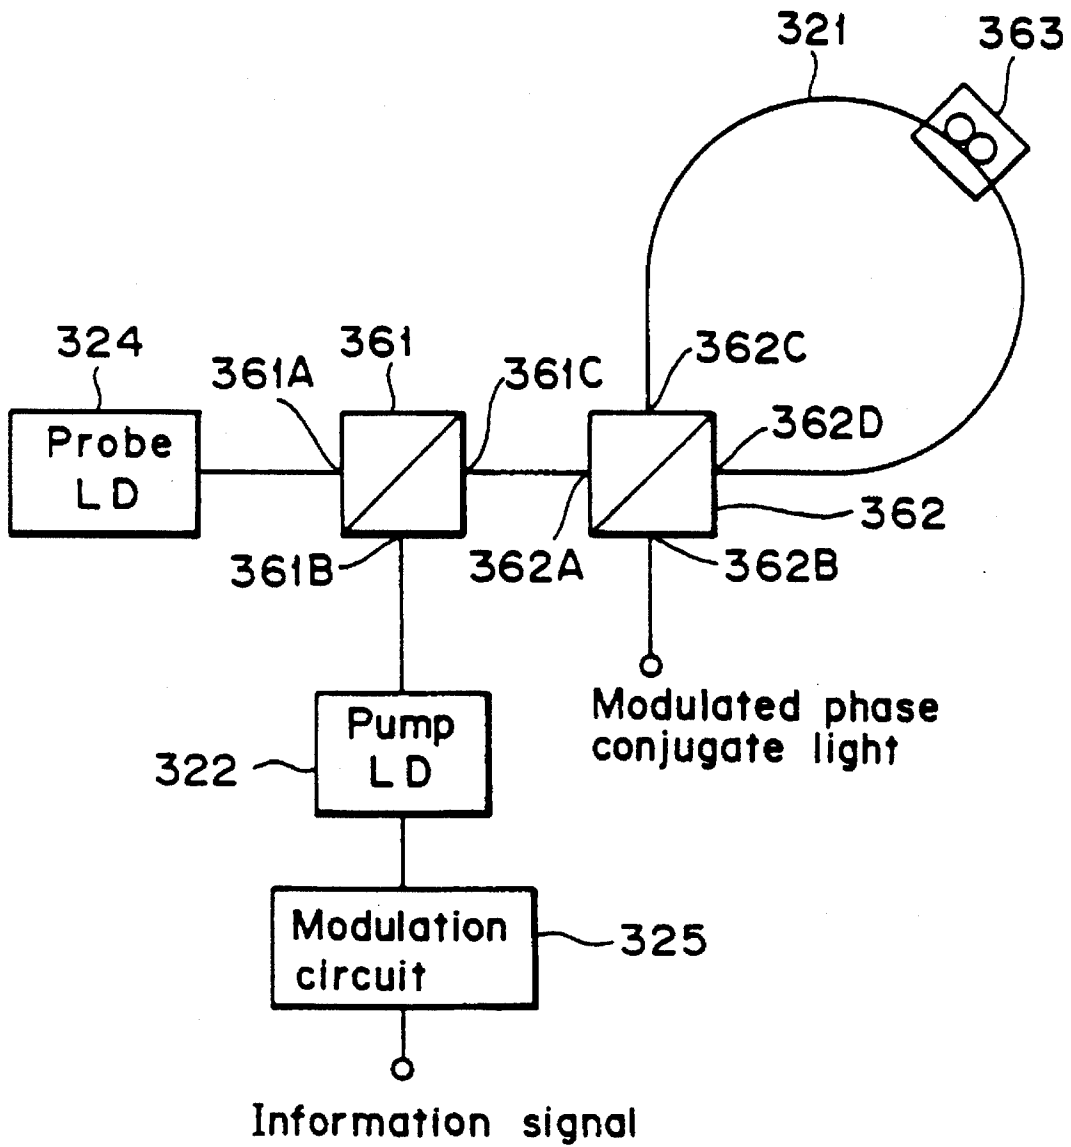 321
363
324
361
361A
361C
362C
362D
Probe
LD
362
361B
362A
362B
Pump
LD
322
Modulated phase
conjugate light
Modulation
circuit
325
Information signal